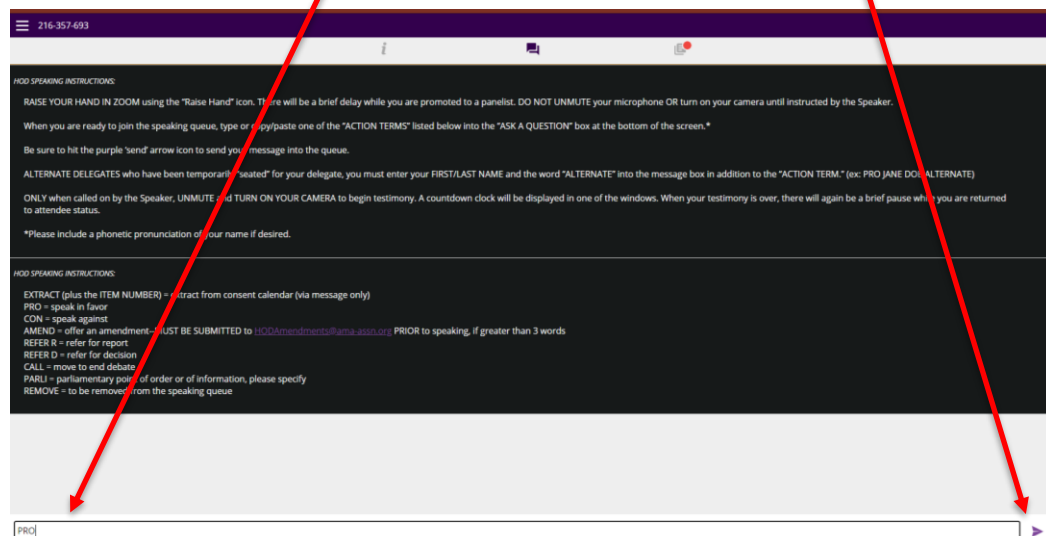 216-357-693
HOD SPEAKING INSTRUCTIONS:
RAISE YOUR HAND IN ZOOM using the "Raise Hand" icon. There will be a brief delay while you are promoted to a panelist. DO NOT UNMUTE your microphone OR turn on your camera until instructed by the Speaker.
When you are ready to join the speaking queue, type or copy/paste one of the "ACTION TERMS" listed below into the "ASK A QUESTION" box at the bottom of the screen.*
Be sure to hit the purple 'send' arrow icon to send your message into the queue.
ALTERNATE DELEGATES who have been temporarily "seated" for your delegate, you must enter your FIRST/LAST NAME and the word "ALTERNATE" into the message box in addition to the "ACTION TERM." (ex: PRO JANE DOE ALTERNATE)
ONLY when called on by the Speaker, UNMUTE and TURN ON YOUR CAMERA to begin testimony. A countdown clock will be displayed in one of the windows. When your testimony is over, there will again be a brief pause while you are returned
to attendee status.
*Please include a phonetic pronunciation of your name if desired.
HOD SPEAKING INSTRUCTIONS:
EXTRACT (plus the ITEM NUMBER) = extract from consent calendar (via message only)
PRO = speak in favor
CON = speak against
AMEND = offer an amendment--MUST BE SUBMITTED to HODAmendments@ama-assn.org PRIOR to speaking, if greater than 3 words
REFER R = refer for report
REFER D = refer for decision
CALL = move to end debate
PARLI = parliamentary point of order or of information, please specify
REMOVE = to be removed from the speaking queue
PRO